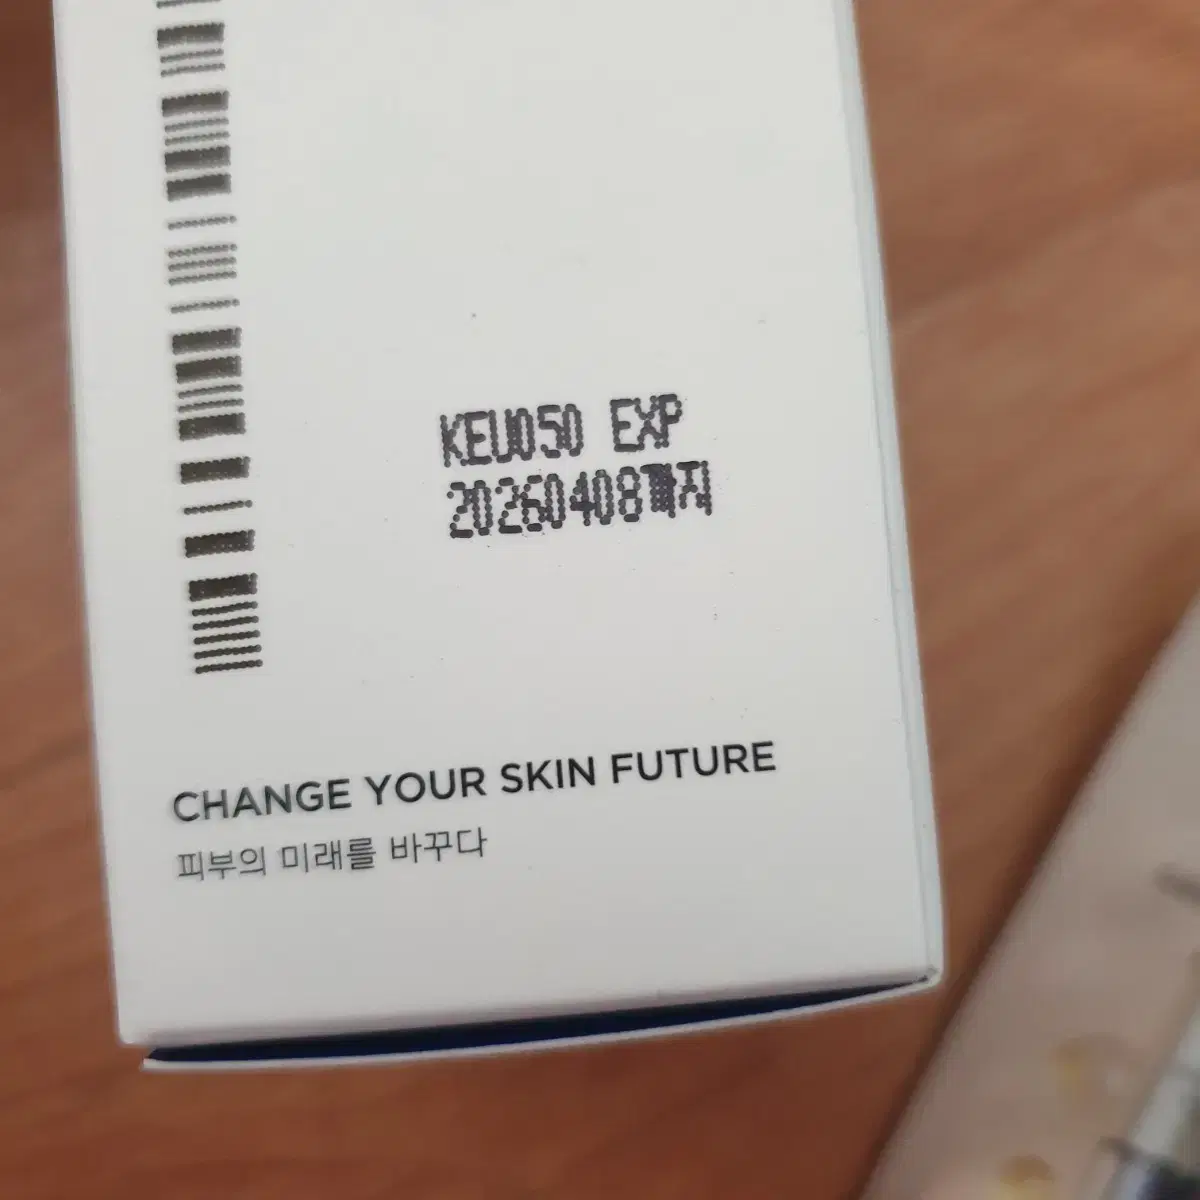 KEU050 EXP
20260408까지
CHANGE YOUR SKIN FUTURE
피부의 미래를 바꾸다